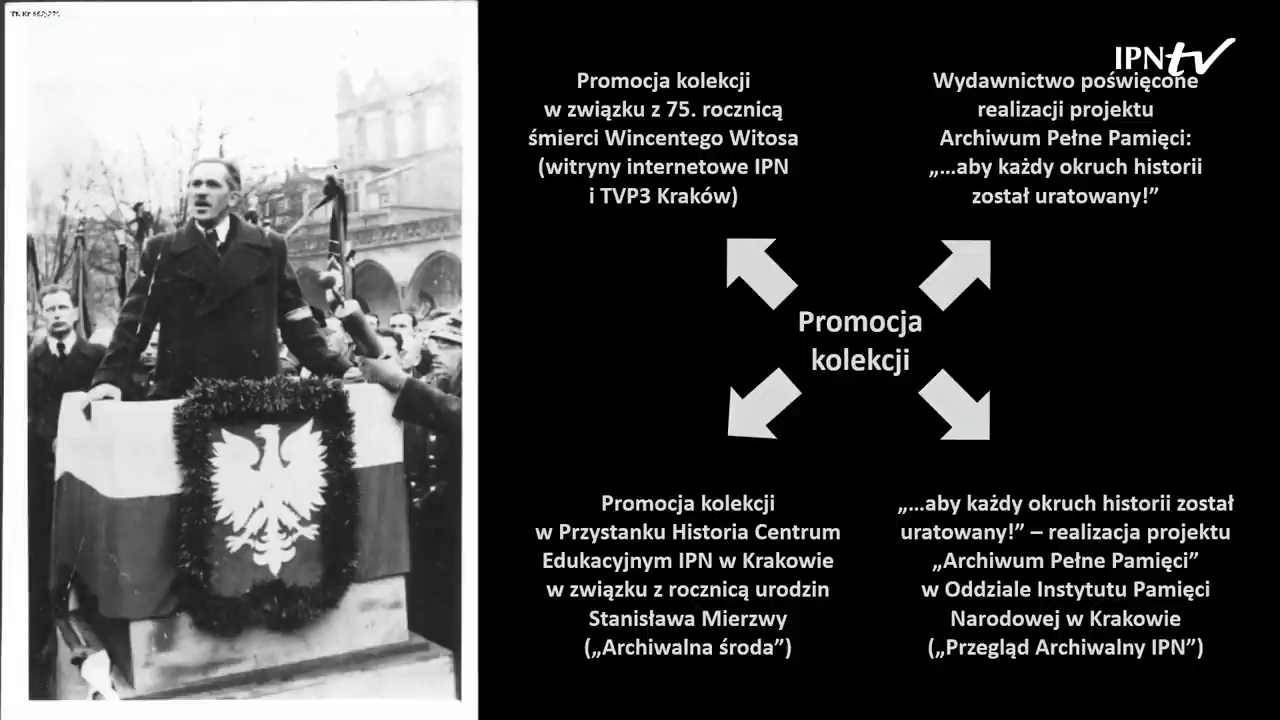 IPNtv
Promocja kolekcji
w związku z 75. rocznicą
śmierci Wincentego Witosa
(witryny internetowe IPN
i TVP3 Kraków)
Wydawnictwo poświęcone
realizacji projektu
Archiwum Pełne Pamięci:
„...aby każdy okruch historii
został uratowany!”
Promocja
kolekcji
Promocja kolekcji
w Przystanku Historia Centrum
Edukacyjnym IPN w Krakowie
w związku z rocznicą urodzin
Stanisława Mierzwy
(„Archiwalna środa”)
„...aby każdy okruch historii został
uratowany!” – realizacja projektu
„Archiwum Pełne Pamięci”
w Oddziale Instytutu Pamięci
Narodowej w Krakowie
(„Przegląd Archiwalny IPN”)